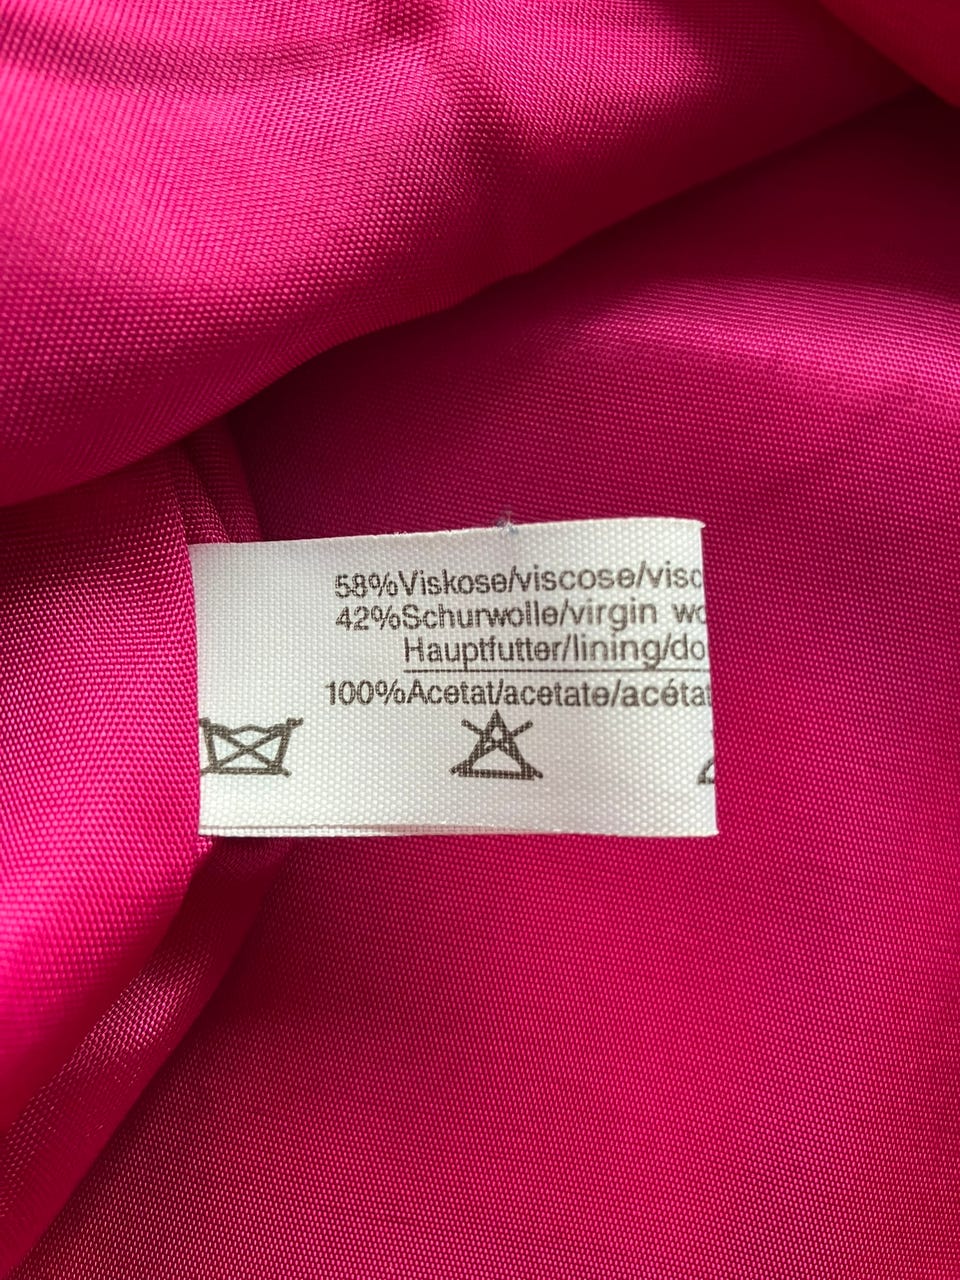 58%Viskose/viscose/visc
42%Schurwolle/virgin wo
Hauptfutter/lining/do
100%Acetat/acetate/acétat